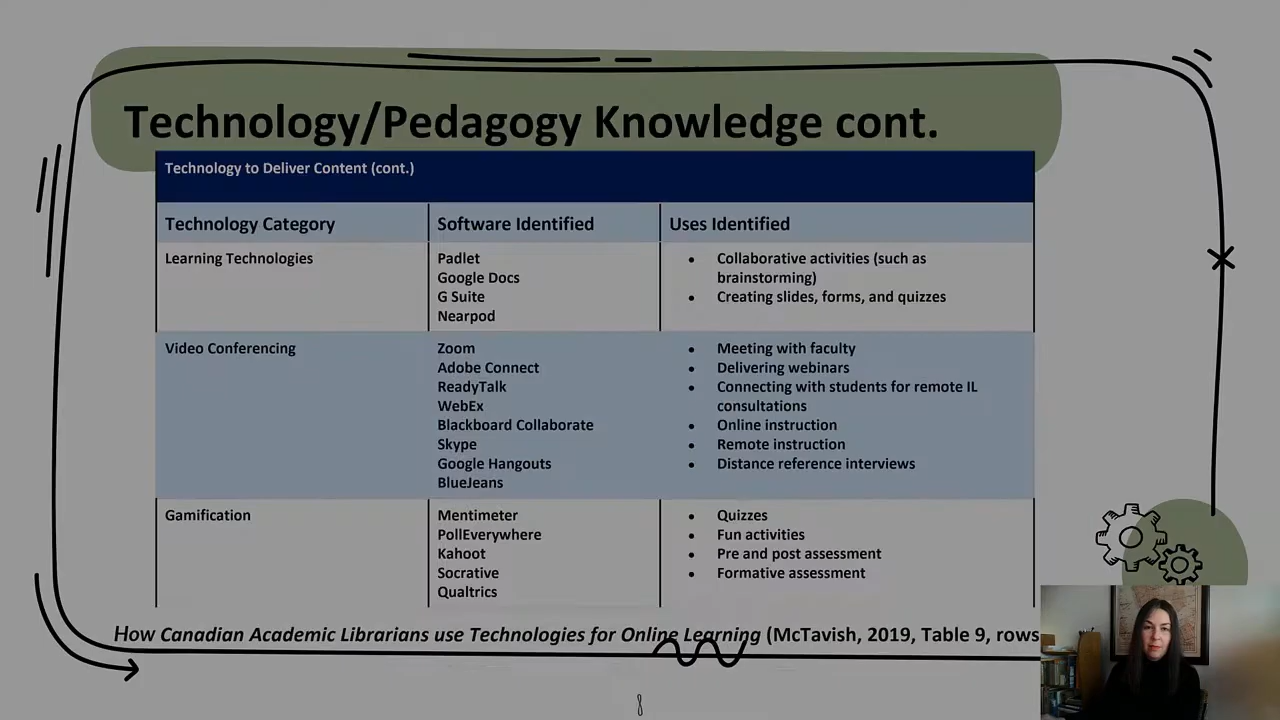 Technology/Pedagogy Knowledge cont.
Technology to Deliver Content (cont.)
Technology Category
Software Identified
Uses Identified
Learning Technologies
Padlet
Google Docs
G Suite
Nearpod
Collaborative activities (such as
brainstorming)
Creating slides, forms, and quizzes
Video Conferencing
Zoom
Adobe Connect
ReadyTalk
WebEx
Blackboard Collaborate
Skype
Google Hangouts
BlueJeans
Meeting with faculty
Delivering webinars
Connecting with students for remote IL
consultations
Online instruction
Remote instruction
Distance reference interviews
Gamification
Mentimeter
PollEverywhere
Kahoot
Socrative
Qualtrics
Quizzes
Fun activities
Pre and post assessment
Formative assessment
How Canadian Academic Librarians use Technologies for Online Learning (McTavish, 2019, Table 9, rows
8